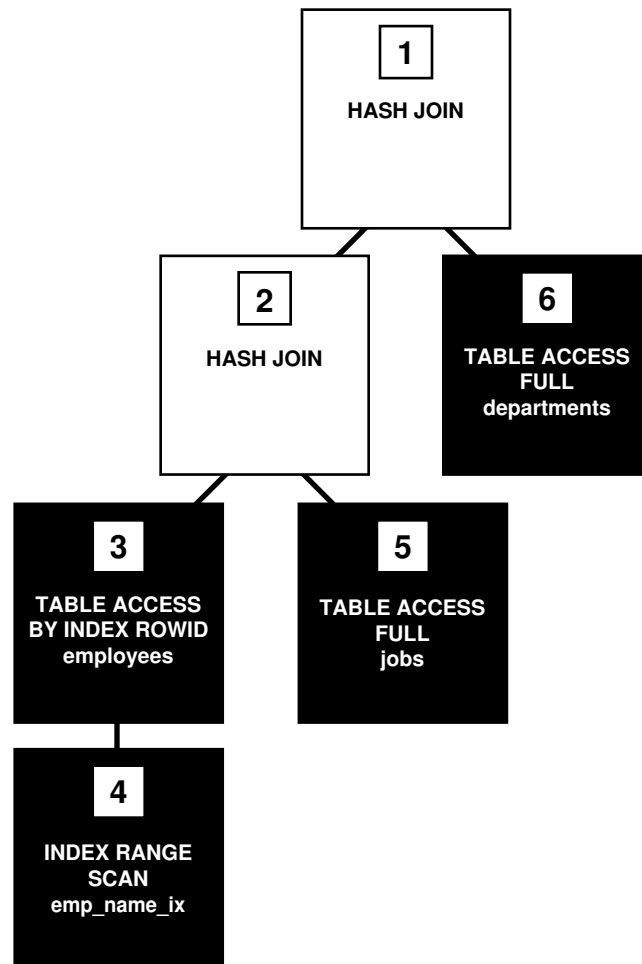 1
HASH JOIN
2
HASH JOIN
6
TABLE ACCESS
FULL
departments
3
TABLE ACCESS
BY INDEX ROWID
employees
5
TABLE ACCESS
FULL
jobs
4
INDEX RANGE
SCAN
emp_name_ix